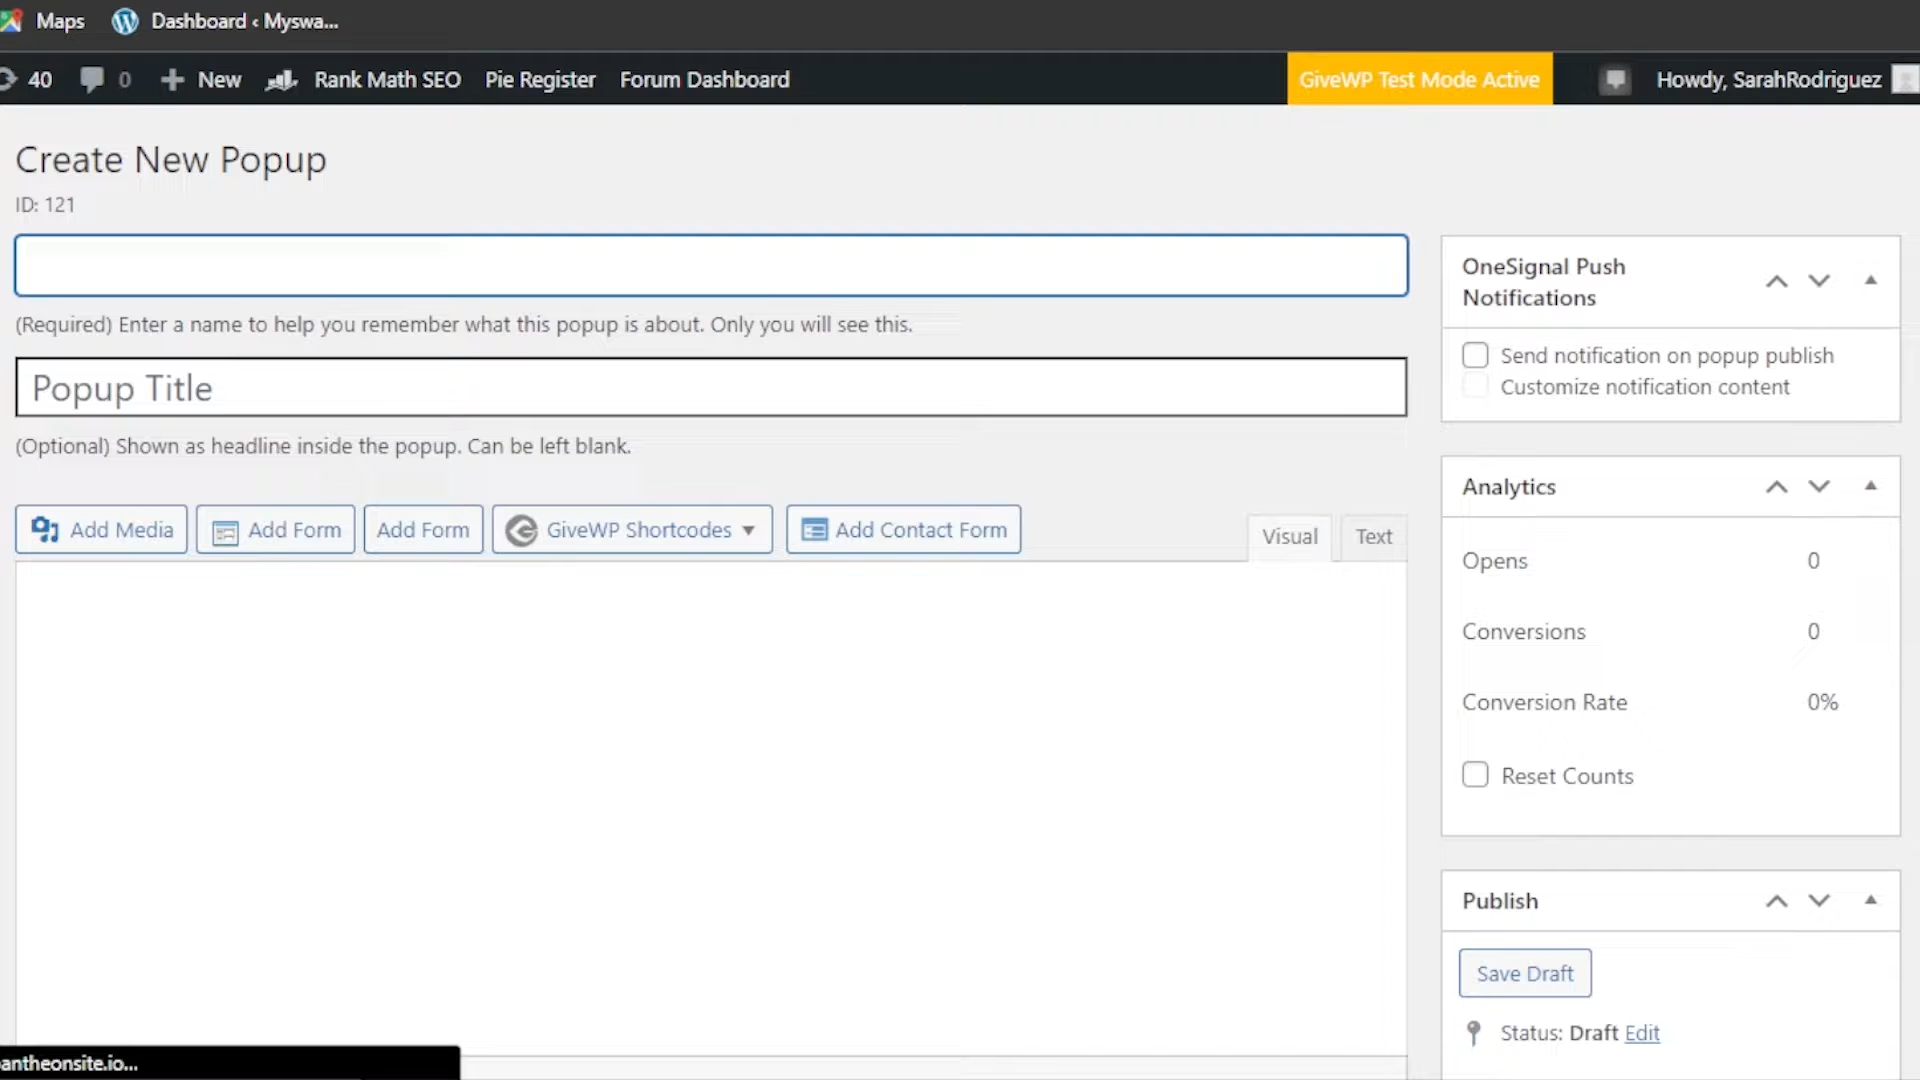 Maps Dashboard ‹ Myswa...
40 0 New Rank Math SEO Pie Register Forum Dashboard GiveWP Test Mode Active Howdy, SarahRodriguez
Create New Popup
ID: 121
(Required) Enter a name to help you remember what this popup is about. Only you will see this.
Popup Title
(Optional) Shown as headline inside the popup. Can be left blank.
Add Media Add Form Add Form GiveWP Shortcodes Add Contact Form Visual Text
OneSignal Push
Notifications
Send notification on popup publish
Customize notification content
Analytics
Opens 0
Conversions 0
Conversion Rate 0%
Reset Counts
Publish
Save Draft
Status: Draft Edit
antheonsite.io...